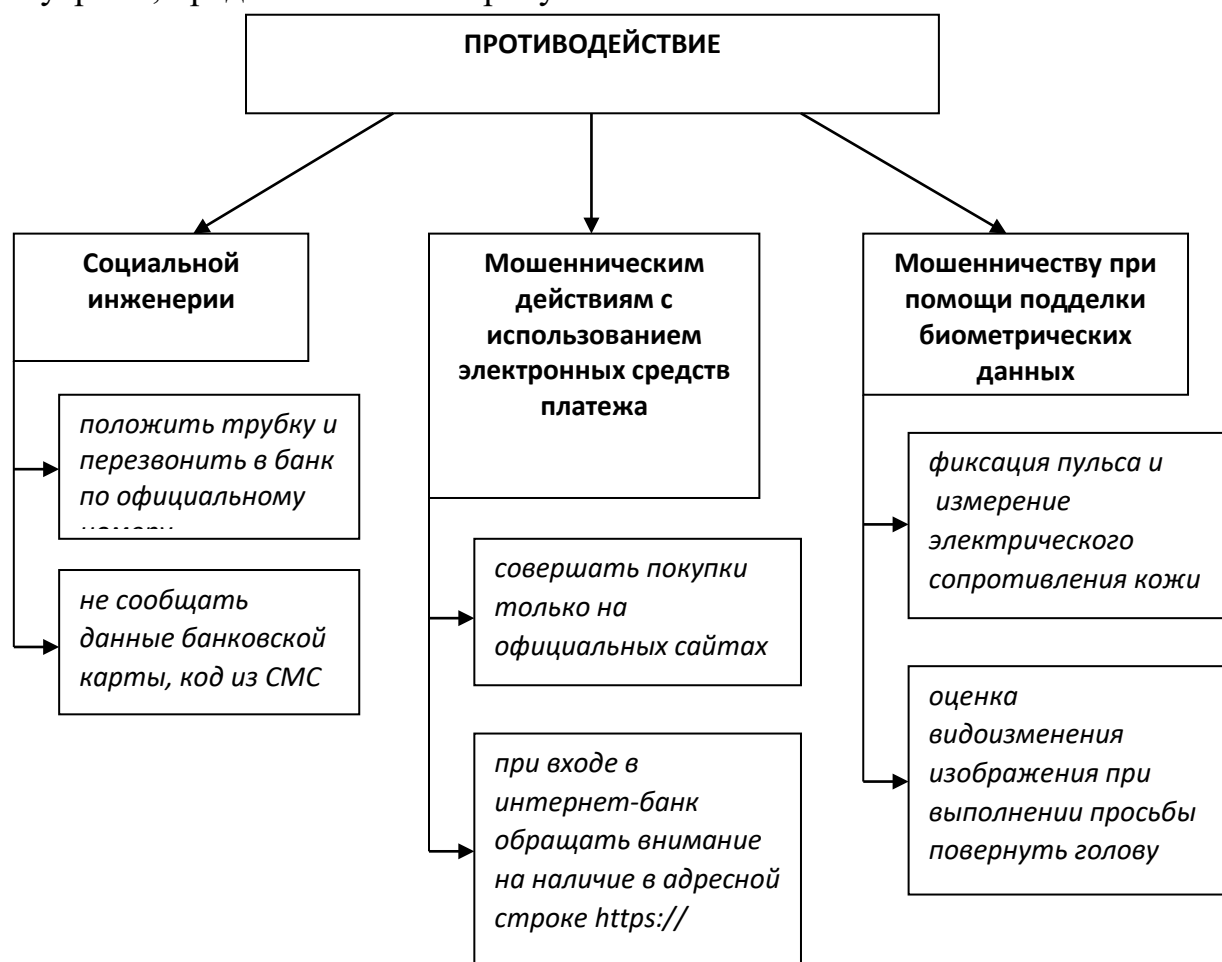 ПРОТИВОДЕЙСТВИЕ
Социальной
инженерии
положить трубку и
перезвонить в банк
по официальному
не сообщать
данные банковской
карты, код из СМС
Мошенническим
действиям с
использованием
электронных средств
платежа
совершать покупки
только на
официальных сайтах
при входе в
интернет-банк
обращать внимание
на наличие в адресной
строке https://
Мошенничеству при
помощи подделки
биометрических
данных
фиксация пульса и
измерение
электрического
сопротивления кожи
оценка
видоизменения
изображения при
выполнении просьбы
повернуть голову